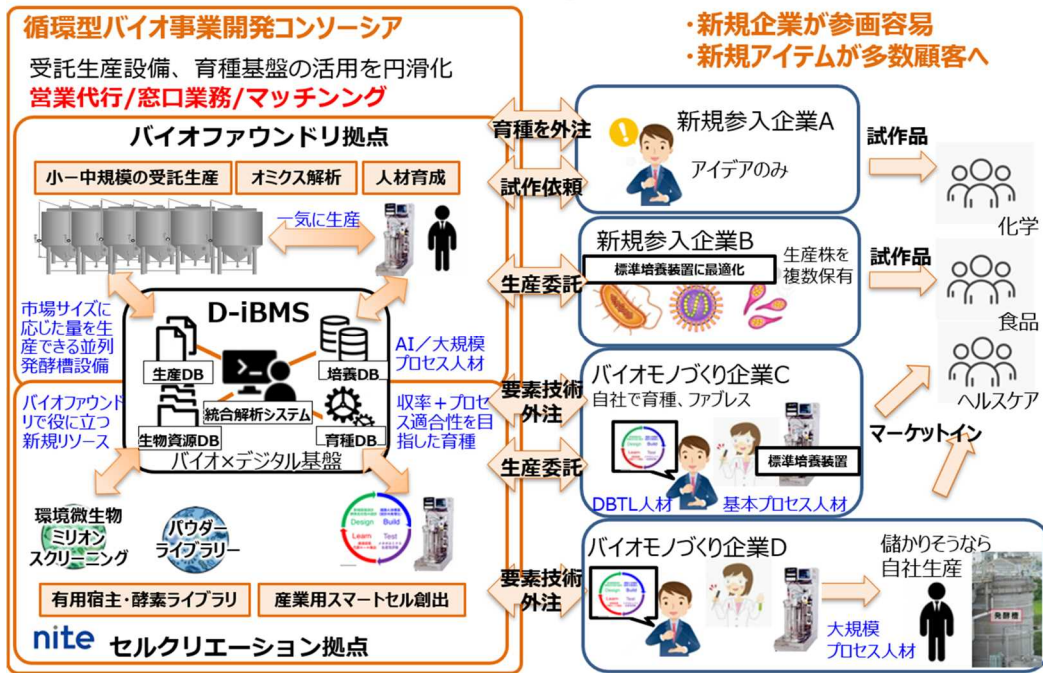 循環型バイオ事業開発コンソーシア
受託生産設備、育種基盤の活用を円滑化
営業代行/窓口業務/マッチンング
バイオファウンドリ拠点
小ー中規模の受託生産
オミクス解析
人材育成
一気に生産
市場サイズに
応じた量を生
産できる並列
発酵槽設備
D-iBMS
生産DB
培養DB
統合解析システム
生物資源DB
育種DB
バイオ×デジタル基盤
AI／大規模
プロセス人材
バイオファウンド
リで役に立つ
新規リソース
収率＋プロセ
ス適合性を目
指した育種
環境微生物
ミリオン
スクリーニング
パウダー
ライブラリー
Design
Build
Learn
Test
有用宿主・酵素ライブラリ
産業用スマートセル創出
nite
セルクリエーション拠点
・新規企業が参画容易
・新規アイテムが多数顧客へ
育種を外注
試作依頼
生産委託
要素技術
外注
生産委託
要素技術
外注
新規参入企業A
アイデアのみ
新規参入企業B
標準培養装置に最適化
生産株を
複数保有
バイオモノづくり企業C
自社で育種、ファブレス
Design
Build
Learn
Test
標準培養装置
DBTL人材
基本プロセス人材
バイオモノづくり企業D
儲かりそうなら
自社生産
大規模
プロセス人材
発酵槽
試作品
化学
試作品
食品
ヘルスケア
マーケットイン